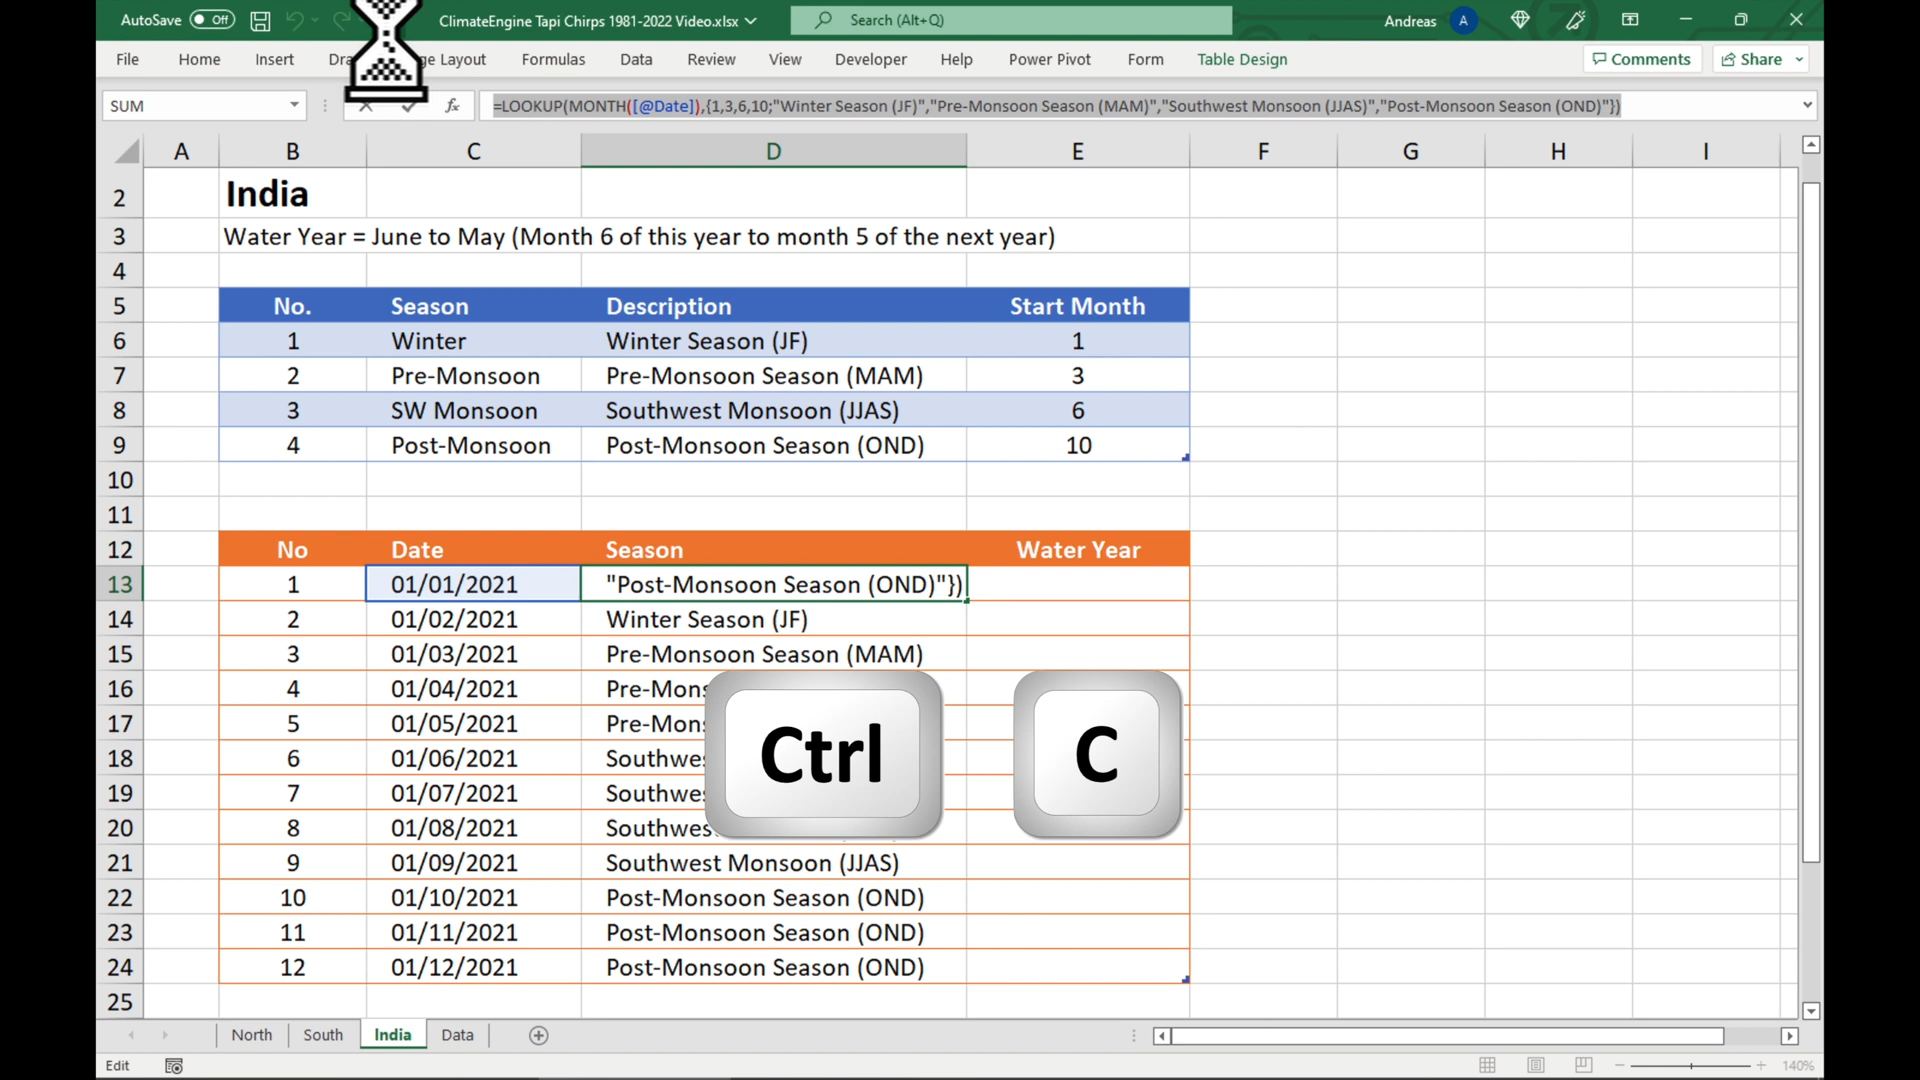 AutoSave Off ClimateEngine Tapi Chirps 1981-2022 Video.xlsx Search (Alt+Q) Andreas A
File Home Insert Layout Formulas Data Review View Developer Help Power Pivot Form Table Design Comments Share
SUM fx =LOOKUP(MONTH([@Date]),{1,3,6,10;"Winter Season (JF)","Pre-Monsoon Season (MAM)","Southwest Monsoon (JJAS)","Post-Monsoon Season (OND)"})
A B C D E F G H I
2 India
3 Water Year = June to May (Month 6 of this year to month 5 of the next year)
4
5 No. Season Description Start Month
6 1 Winter Winter Season (JF) 1
7 2 Pre-Monsoon Pre-Monsoon Season (MAM) 3
8 3 SW Monsoon Southwest Monsoon (JJAS) 6
9 4 Post-Monsoon Post-Monsoon Season (OND) 10
10
11
12 No Date Season Water Year
13 1 01/01/2021 "Post-Monsoon Season (OND)"})
14 2 01/02/2021 Winter Season (JF)
15 3 01/03/2021 Pre-Monsoon Season (MAM)
16 4 01/04/2021 Pre-Mons
17 5 01/05/2021 Pre-Mons
18 6 01/06/2021 Southwes
19 7 01/07/2021 Southwes
20 8 01/08/2021 Southwes
21 9 01/09/2021 Southwest Monsoon (JJAS)
22 10 01/10/2021 Post-Monsoon Season (OND)
23 11 01/11/2021 Post-Monsoon Season (OND)
24 12 01/12/2021 Post-Monsoon Season (OND)
25
Ctrl C
North South India Data
Edit 140%